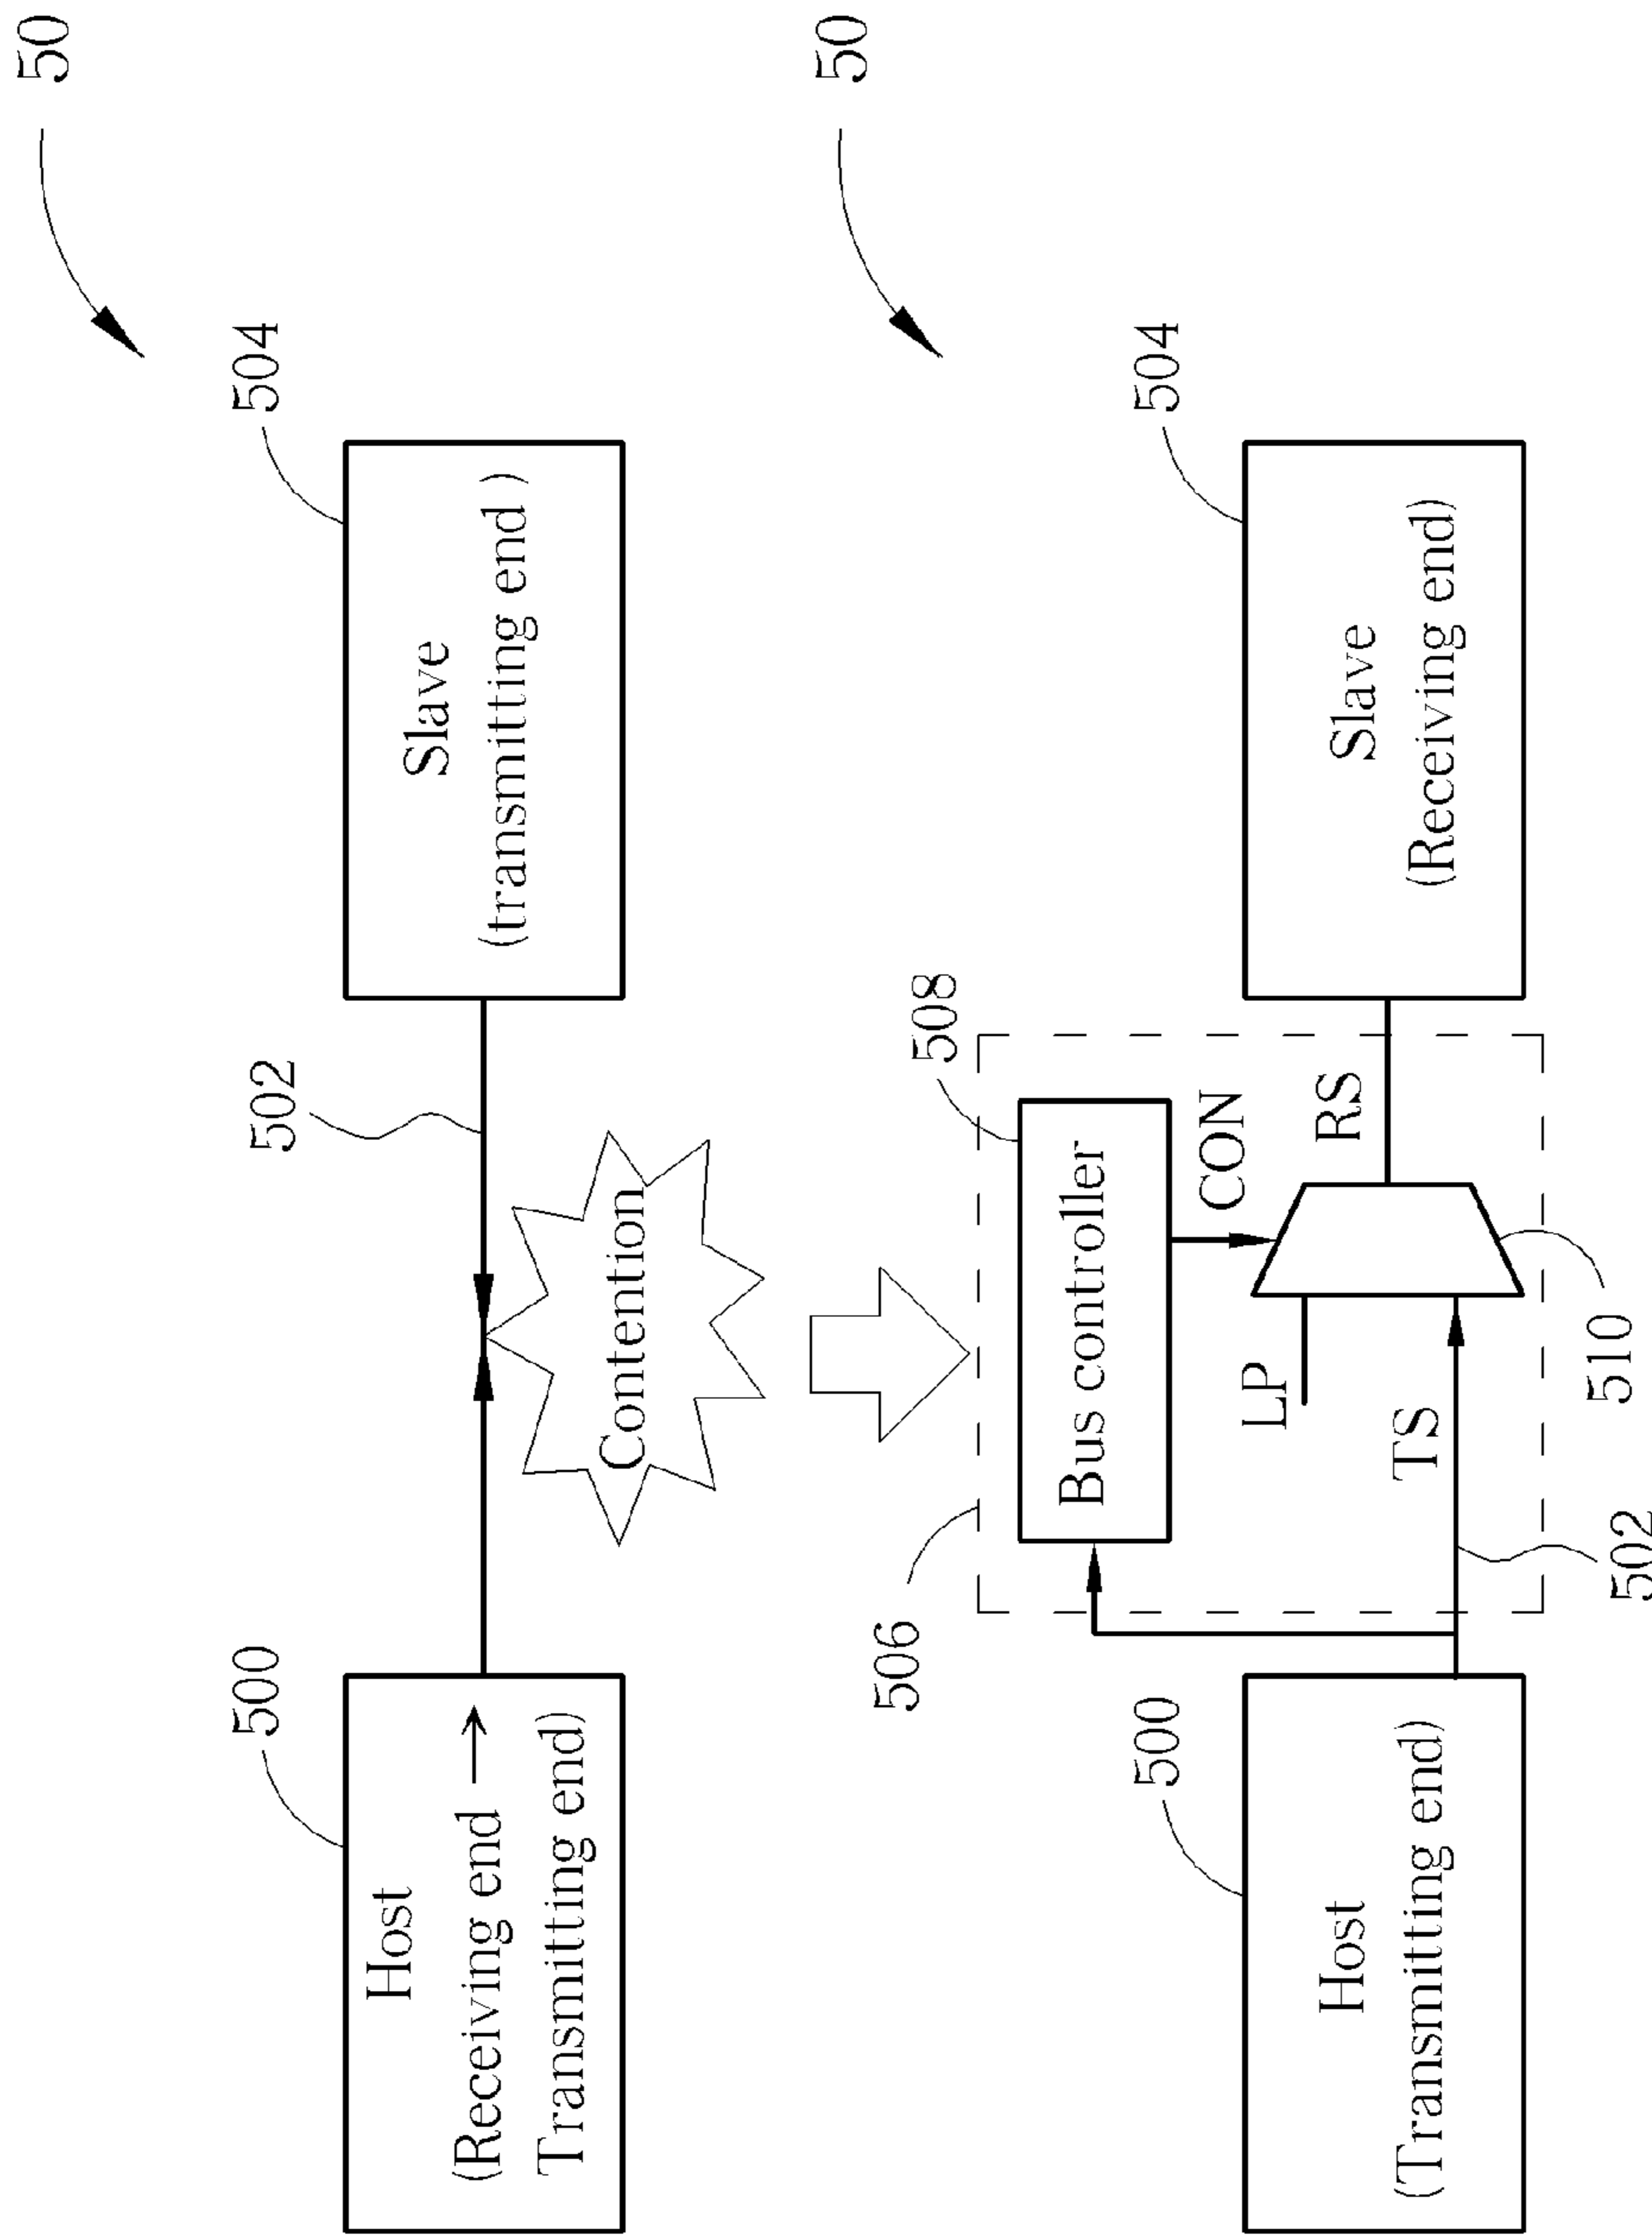 50
504
Slave
(transmitting end )
502
Contention
500
Host
(Receiving end →
Transmitting end)
50
504
Slave
(Receiving end)
508
Bus controller
CON
RS
LP
TS
510
506
502
500
Host
(Transmitting end)